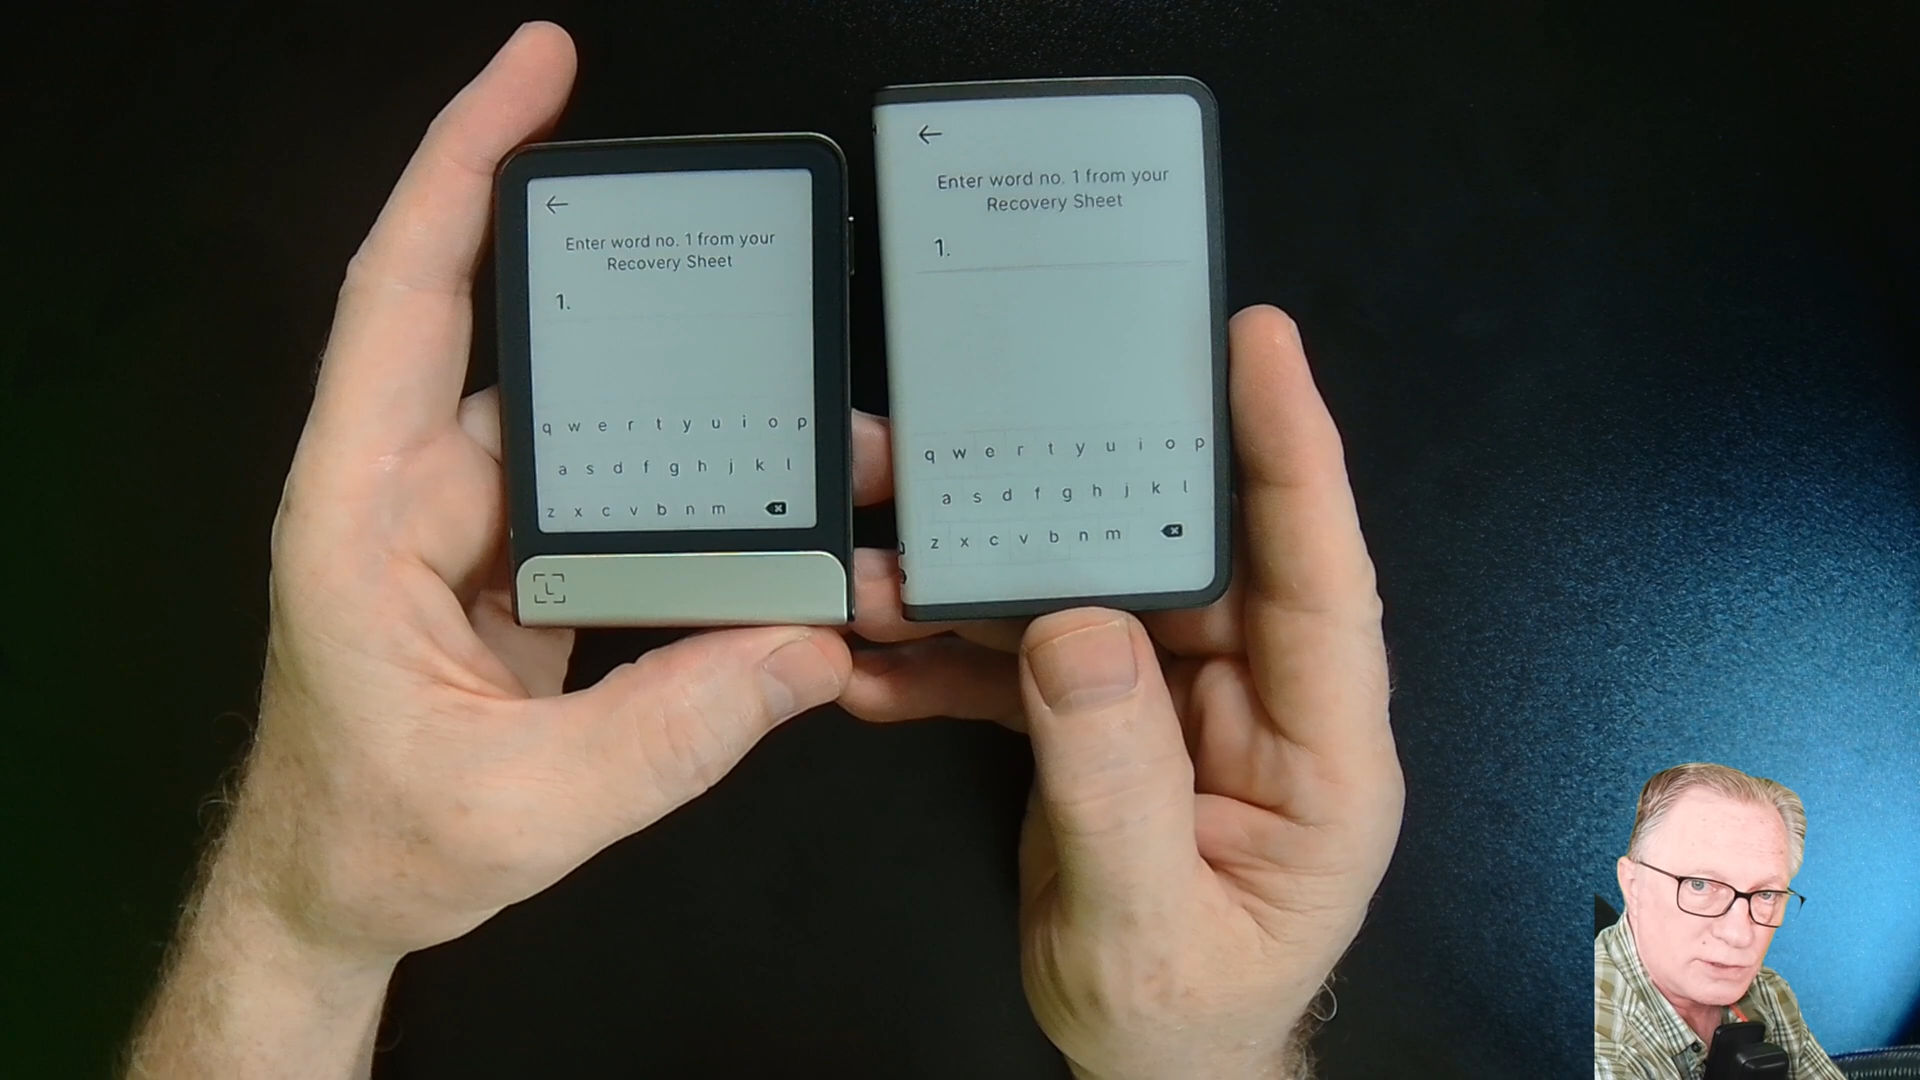 Enter word no. 1 from your
Recovery Sheet
1.
q w e r t y u i o p
a s d f g h j k l
z x c v b n m
L
Enter word no. 1 from your
Recovery Sheet
1.
q w e r t y u i o p
a s d f g h j k l
z x c v b n m